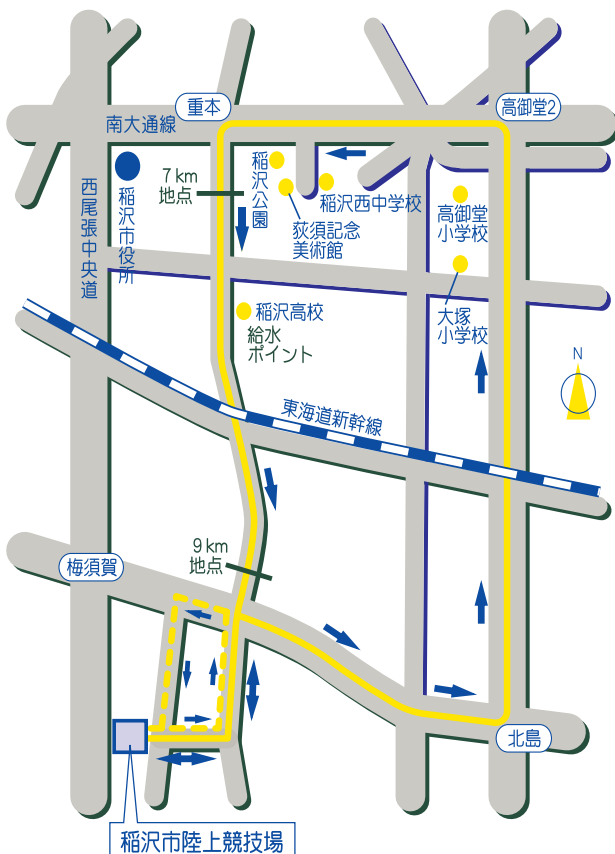 重本
高御堂2
南大通線
西尾張中央道
稲沢市役所
7km
地点
稲沢公園
稲沢西中学校
荻須記念
美術館
高御堂
小学校
大塚
小学校
稲沢高校
給水
ポイント
N
東海道新幹線
9km
地点
梅須賀
北島
稲沢市陸上競技場